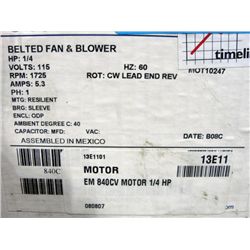 BELTED FAN & BLOWER
HP: 1/4
VOLTS: 115 HZ: 60
RPM: 1725 ROT: CW LEAD END REV
AMPS: 5.3
PH: 1
MTG: RESILIENT
BRG: SLEEVE
ENCL: ODP
AMBIENT DEGREE C: 40
CAPACITOR: MFD: VAC:
ASSEMBLED IN MEXICO
DATE: B08C
timeli
MOT10247
13E1101
13E11
840C
MOTOR
EM 840CV MOTOR 1/4 HP
080807